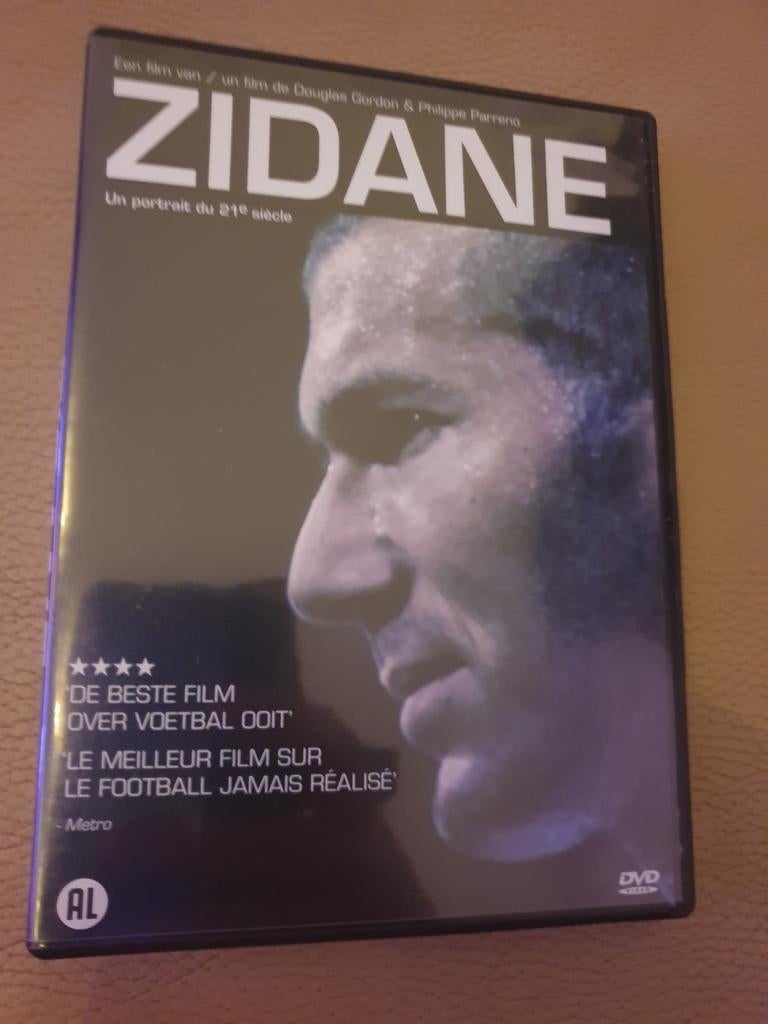 Een film van / un film de Douglas Gordon & Philippe Parreno
ZIDANE
Un portrait du 21e siècle
★★★★
'DE BESTE FILM
OVER VOETBAL OOIT'
'LE MEILLEUR FILM SUR
LE FOOTBALL JAMAIS RÉALISÉ'
- Metro
AL
DVD
VIDEO